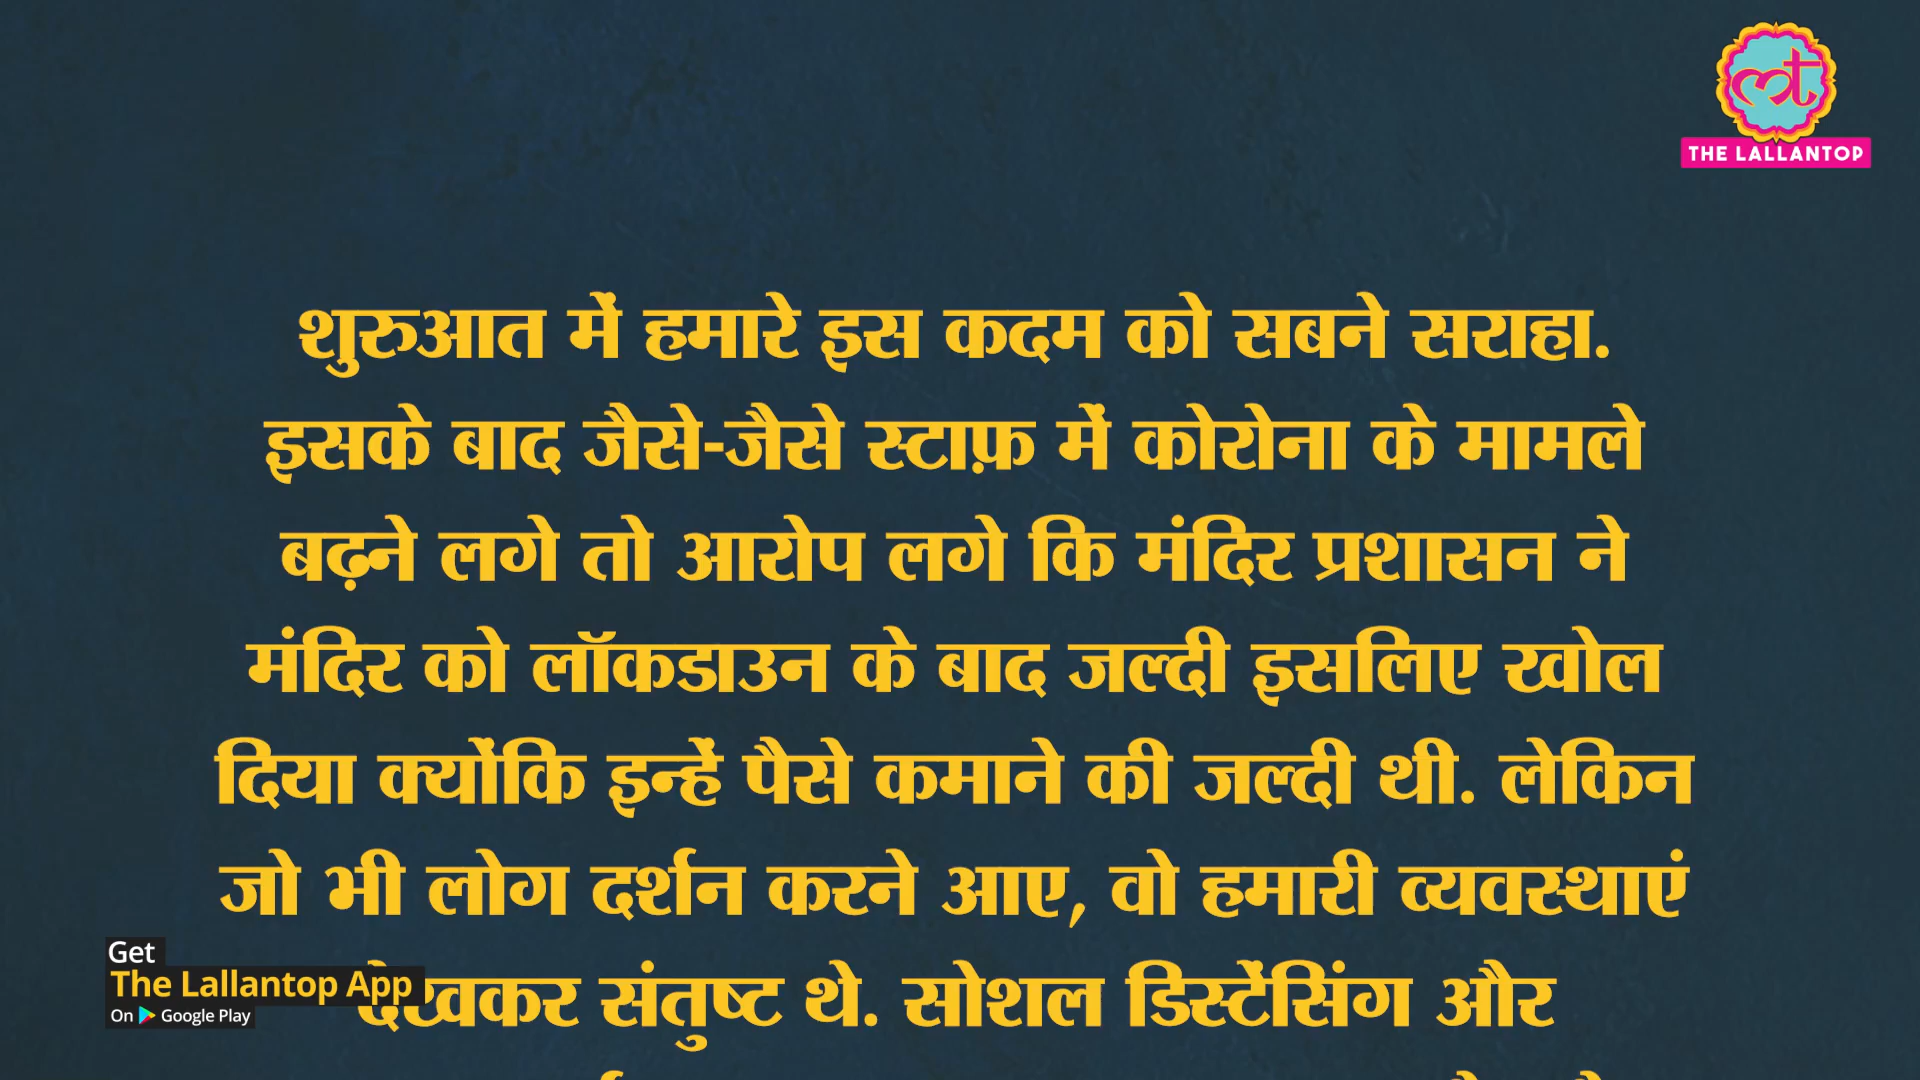 THE LALLANTOP
शुरुआत में हमारे इस कदम को सबने सराहा.
इसके बाद जैसे-जैसे स्टाफ़ में कोरोना के मामले
बढ़ने लगे तो आरोप लगे कि मंदिर प्रशासन ने
मंदिर को लॉकडाउन के बाद जल्दी इसलिए खोल
दिया क्योंकि इन्हें पैसे कमाने की जल्दी थी. लेकिन
जो भी लोग दर्शन करने आए, वो हमारी व्यवस्थाएं
देखकर संतुष्ट थे. सोशल डिस्टेंसिंग और
Get
The Lallantop App
On Google Play